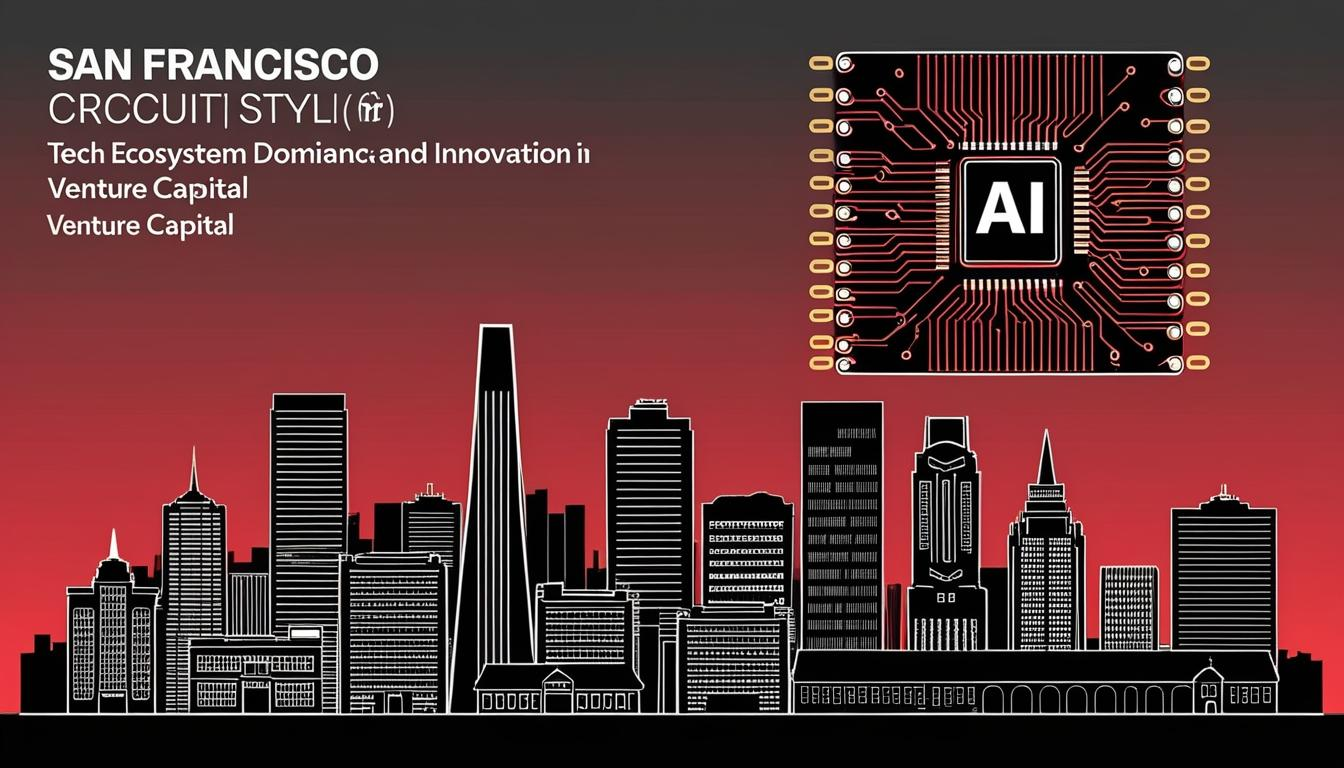 SAN FRANCISCO
CRCCUIT| STYLI
Tech Ecosystem Domianc and Innovation
Venture Capital
Venture Capital
AI